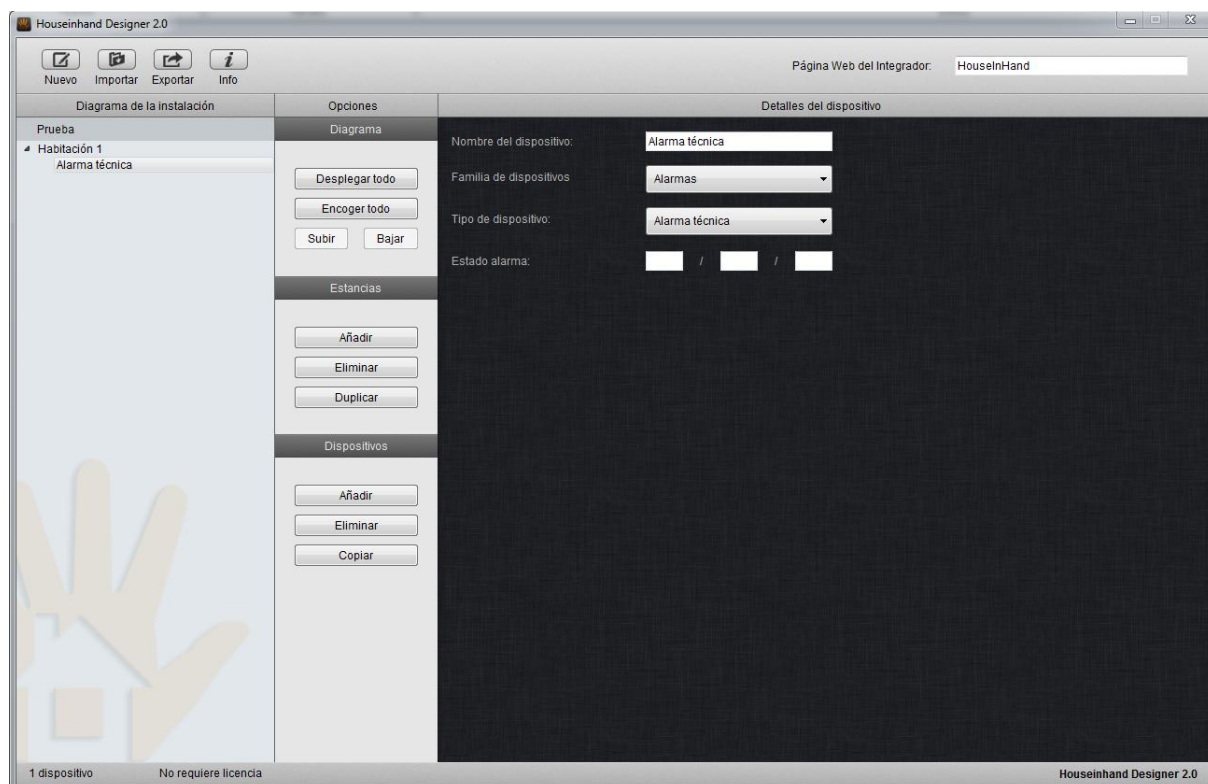 Houseinhand Designer 2.0
Nuevo Importar Exportar Info
Página Web del Integrador: HouseInHand
Diagrama de la instalación
Opciones
Detalles del dispositivo
Prueba
Habitación 1
Alarma técnica
Diagrama
Desplegar todo
Encoger todo
Subir Bajar
Estancias
Añadir
Eliminar
Duplicar
Dispositivos
Añadir
Eliminar
Copiar
Nombre del dispositivo: Alarma técnica
Familia de dispositivos Alarmas
Tipo de dispositivo: Alarma técnica
Estado alarma: / /
1 dispositivo No requiere licencia
Houseinhand Designer 2.0